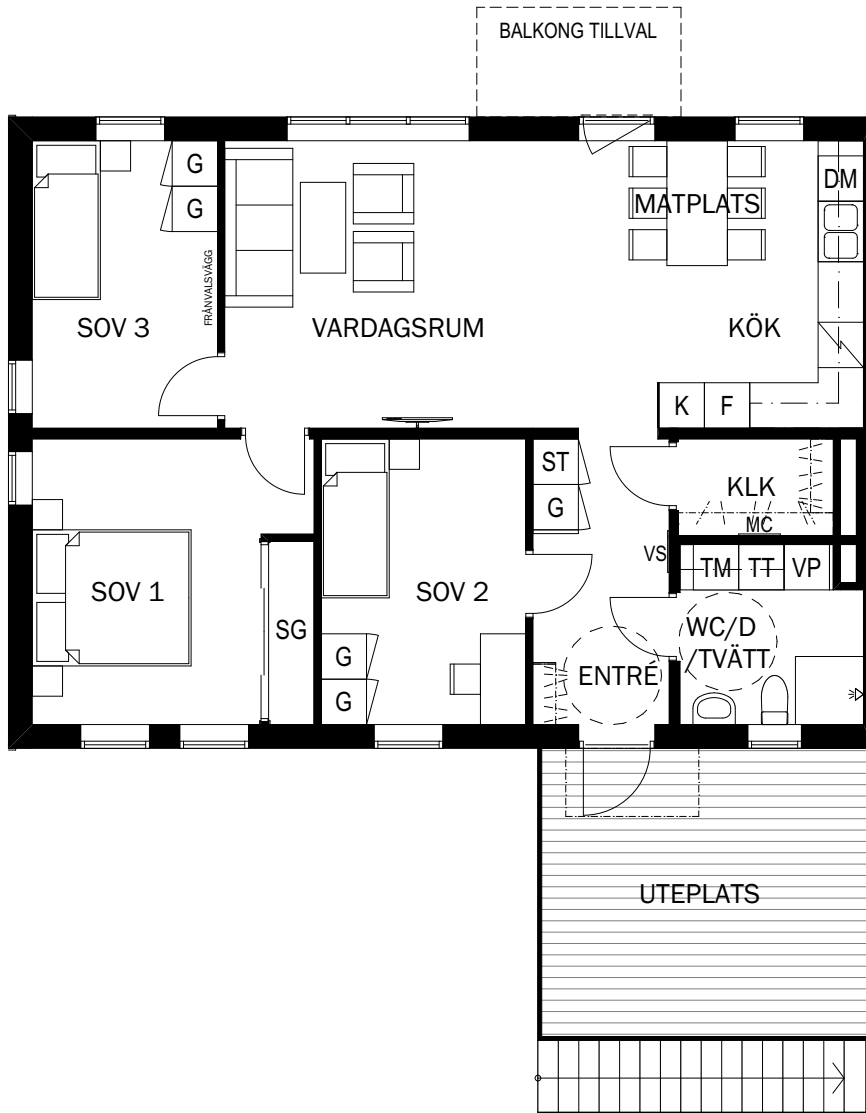 BALKONG TILLVAL
G
DM
G
MATPLATS
FRÅNVALSVÄGG
SOV 3
VARDAGSRUM
KÖK
K
F
ST
KLK
G
MC
VS
TM
TT
VP
SOV 1
SOV 2
SG
WC/D
/TVÄTT
G
ENTRÉ
G
UTEPLATS